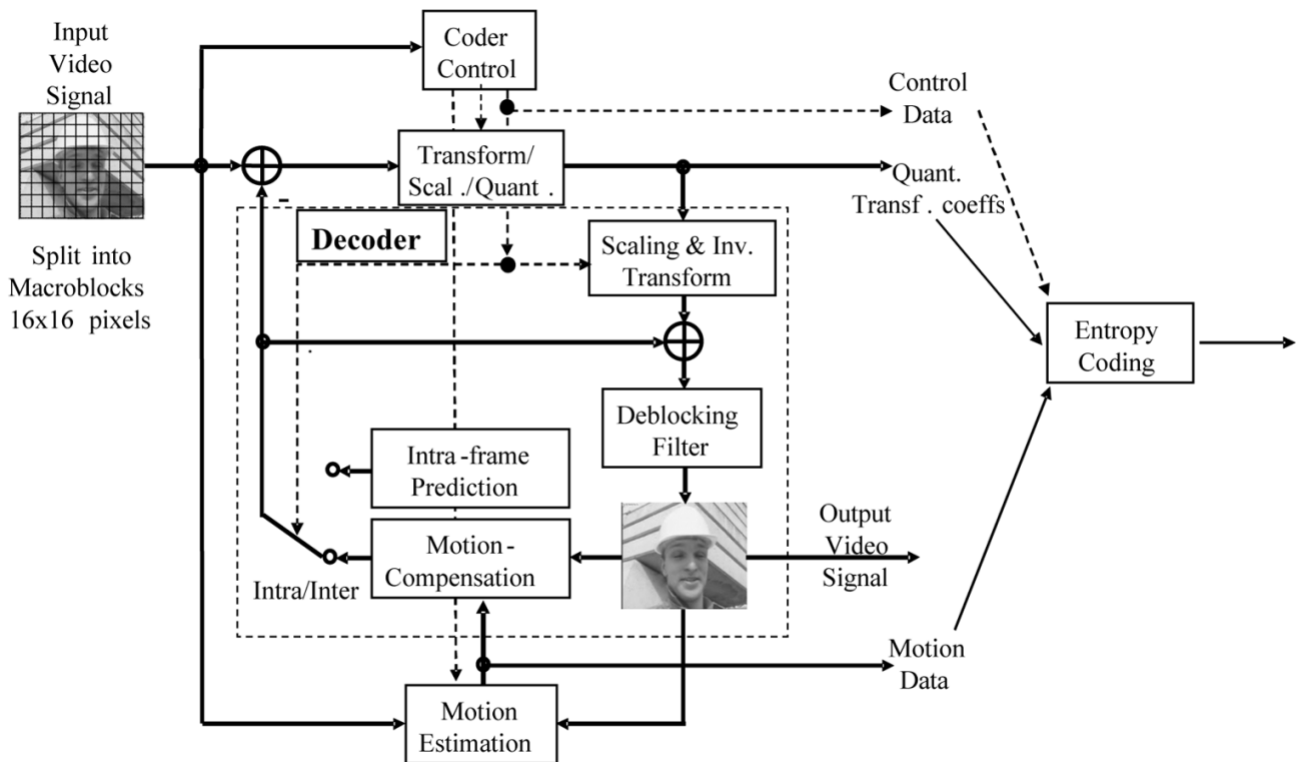 Input
Video
Signal
Split into
Macroblocks
16x16 pixels
Coder
Control
Transform/
Scal ./Quant .
-
Decoder
Scaling & Inv.
Transform
Deblocking
Filter
Intra -frame
Prediction
Motion-
Compensation
Intra/Inter
Motion
Estimation
Control
Data
Quant.
Transf . coeffs
Output
Video
Signal
Motion
Data
Entropy
Coding